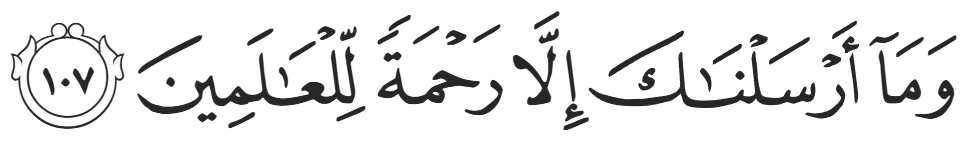 وَمَآ أَرْسَلْنَٰكَ إِلَّا رَحْمَةً لِّلْعَٰلَمِينَ ١٠٧